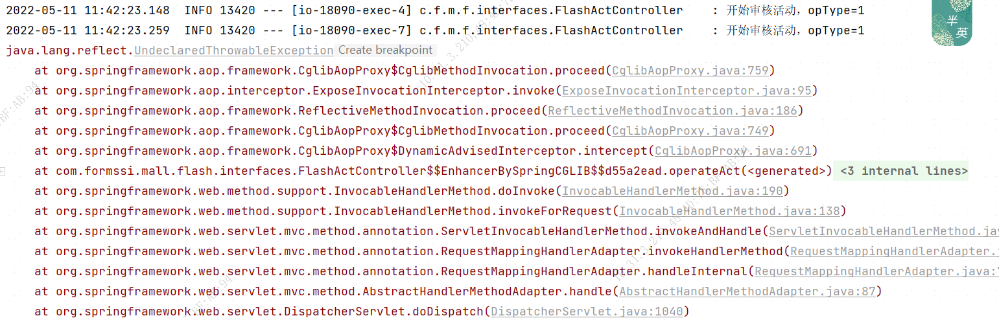 2022-05-11 11:42:23.148  INFO 13420 --- [io-18090-exec-4] c.f.m.f.interfaces.FlashActController    : 开始审核活动，opType=1
2022-05-11 11:42:23.259  INFO 13420 --- [io-18090-exec-7] c.f.m.f.interfaces.FlashActController    : 开始审核活动，opType=1
半英
java.lang.reflect.UndeclaredThrowableException Create breakpoint
    at org.springframework.aop.framework.CglibAopProxy$CglibMethodInvocation.proceed(CglibAopProxy.java:759)
    at org.springframework.aop.interceptor.ExposeInvocationInterceptor.invoke(ExposeInvocationInterceptor.java:95)
    at org.springframework.aop.framework.ReflectiveMethodInvocation.proceed(ReflectiveMethodInvocation.java:186)
    at org.springframework.aop.framework.CglibAopProxy$CglibMethodInvocation.proceed(CglibAopProxy.java:749)
    at org.springframework.aop.framework.CglibAopProxy$DynamicAdvisedInterceptor.intercept(CglibAopProxy.java:691)
    at com.formssi.mall.flash.interfaces.FlashActController$$EnhancerBySpringCGLIB$$d55a2ead.operateAct(<generated>) <3 internal lines>
    at org.springframework.web.method.support.InvocableHandlerMethod.doInvoke(InvocableHandlerMethod.java:190)
    at org.springframework.web.method.support.InvocableHandlerMethod.invokeForRequest(InvocableHandlerMethod.java:138)
    at org.springframework.web.servlet.mvc.method.annotation.ServletInvocableHandlerMethod.invokeAndHandle(ServletInvocableHandlerMethod.jav
    at org.springframework.web.servlet.mvc.method.annotation.RequestMappingHandlerAdapter.invokeHandlerMethod(RequestMappingHandlerAdapter.
    at org.springframework.web.servlet.mvc.method.annotation.RequestMappingHandlerAdapter.handleInternal(RequestMappingHandlerAdapter.java:
    at org.springframework.web.servlet.mvc.method.AbstractHandlerMethodAdapter.handle(AbstractHandlerMethodAdapter.java:87)
    at org.springframework.web.servlet.DispatcherServlet.doDispatch(DispatcherServlet.java:1040)